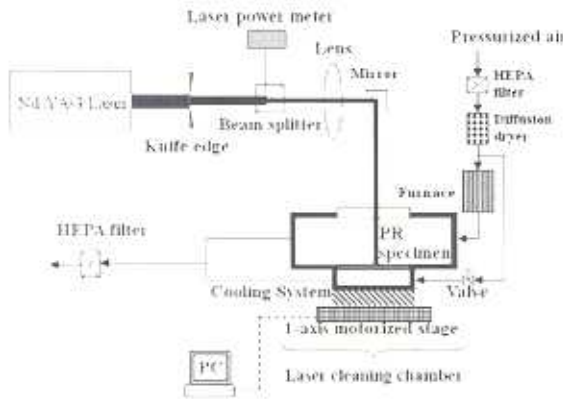 Laser power meter
Lens
Pressurized air
Mirror
HEPA
filter
Nd:YAG Laser
Beam splitter
Diffusion
dryer
Knife edge
Furnace
HEPA filter
PR
specimen
Cooling System
Valve
1-axis motorized stage
PC
Laser cleaning chamber